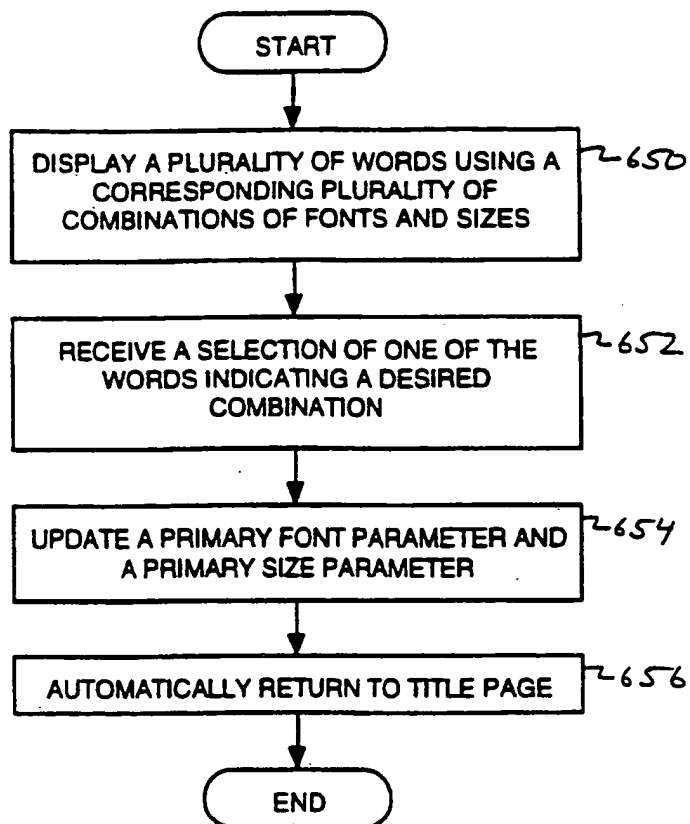 START
DISPLAY A PLURALITY OF WORDS USING A
CORRESPONDING PLURALITY OF
COMBINATIONS OF FONTS AND SIZES
650
RECEIVE A SELECTION OF ONE OF THE
WORDS INDICATING A DESIRED
COMBINATION
652
UPDATE A PRIMARY FONT PARAMETER AND
A PRIMARY SIZE PARAMETER
654
AUTOMATICALLY RETURN TO TITLE PAGE
656
END